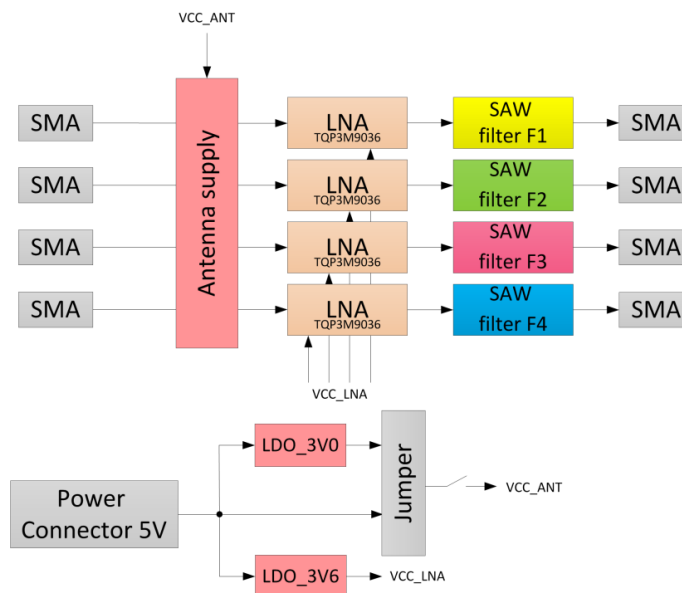 VCC_ANT
Antenna supply
SMA
LNA
TQP3M9036
SAW
filter F1
SMA
SMA
LNA
TQP3M9036
SAW
filter F2
SMA
SMA
LNA
TQP3M9036
SAW
filter F3
SMA
SMA
LNA
TQP3M9036
SAW
filter F4
SMA
VCC_LNA
LDO_3V0
Jumper
Power
Connector 5V
VCC_ANT
LDO_3V6
VCC_LNA